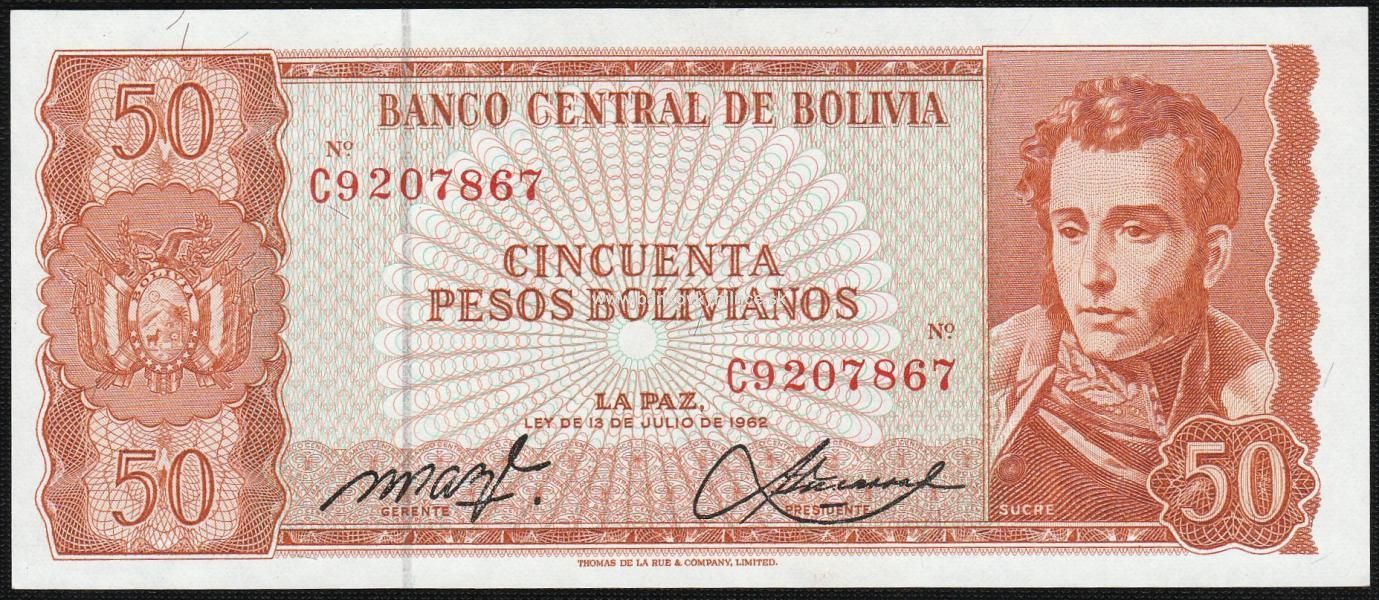 50
BANCO CENTRAL DE BOLIVIA
Nº
C9207867
CINCUENTA
PESOS BOLIVIANOS
BOLIVIA
Nº
C9207867
LA PAZ,
LEY DE 13 DE JULIO DE 1962
50
GERENTE
PRESIDENTE
SUCRE
50
THOMAS DE LA RUE & COMPANY, LIMITED.